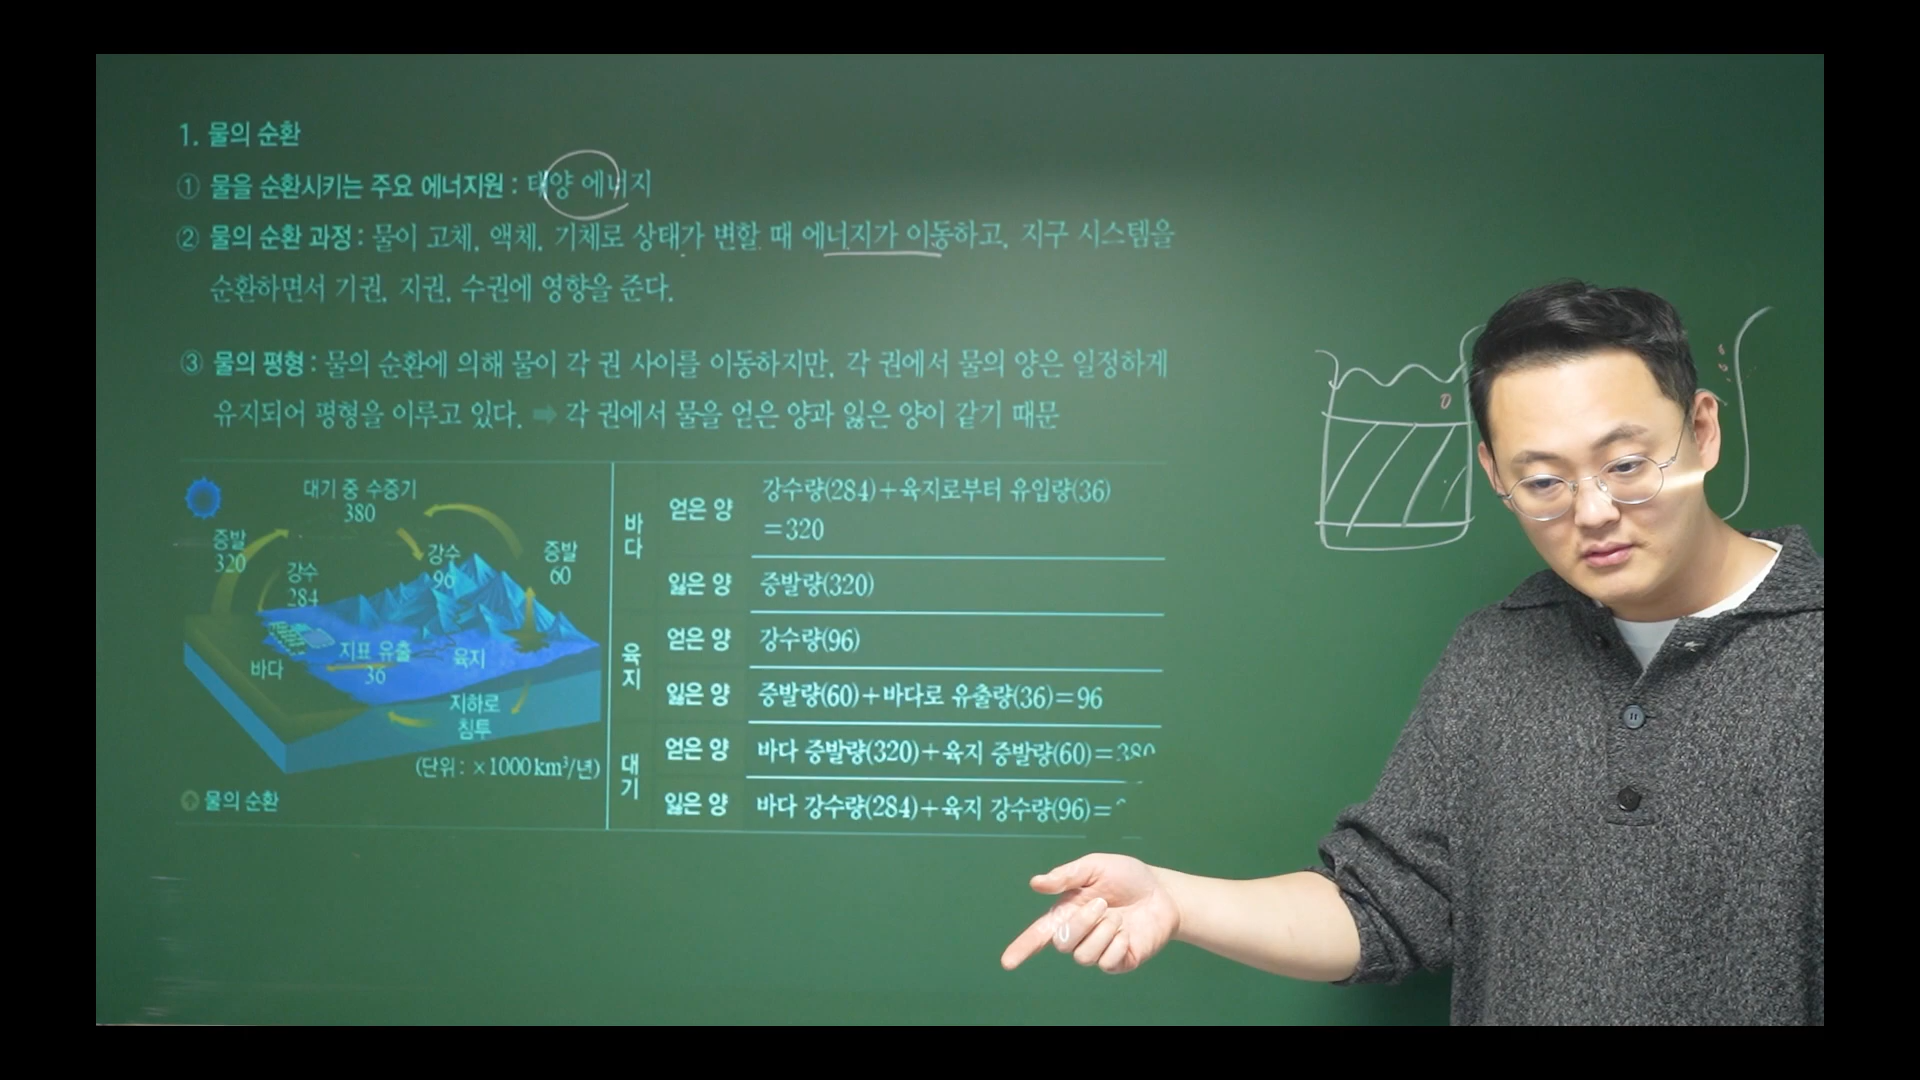 1. 물의 순환
① 물을 순환시키는 주요 에너지원 : 태양 에너지
② 물의 순환 과정 : 물이 고체, 액체, 기체로 상태가 변할 때 에너지가 이동하고, 지구 시스템을
순환하면서 기권, 지권, 수권에 영향을 준다.
③ 물의 평형 : 물의 순환에 의해 물이 각 권 사이를 이동하지만, 각 권에서 물의 양은 일정하게
유지되어 평형을 이루고 있다. ➡ 각 권에서 물을 얻은 양과 잃은 양이 같기 때문
대기 중 수증기
380
증발
320
강수
284
강수
96
증발
60
바다
지표 유출
36
육지
지하로
침투
(단위 : ×1000 km³/년)
물의 순환
바다
얻은 양
강수량(284)+육지로부터 유입량(36)
=320
잃은 양
증발량(320)
육지
얻은 양
강수량(96)
잃은 양
증발량(60)+바다로 유출량(36)=96
대기
얻은 양
바다 증발량(320)+육지 증발량(60)=380
잃은 양
바다 강수량(284)+육지 강수량(96)=